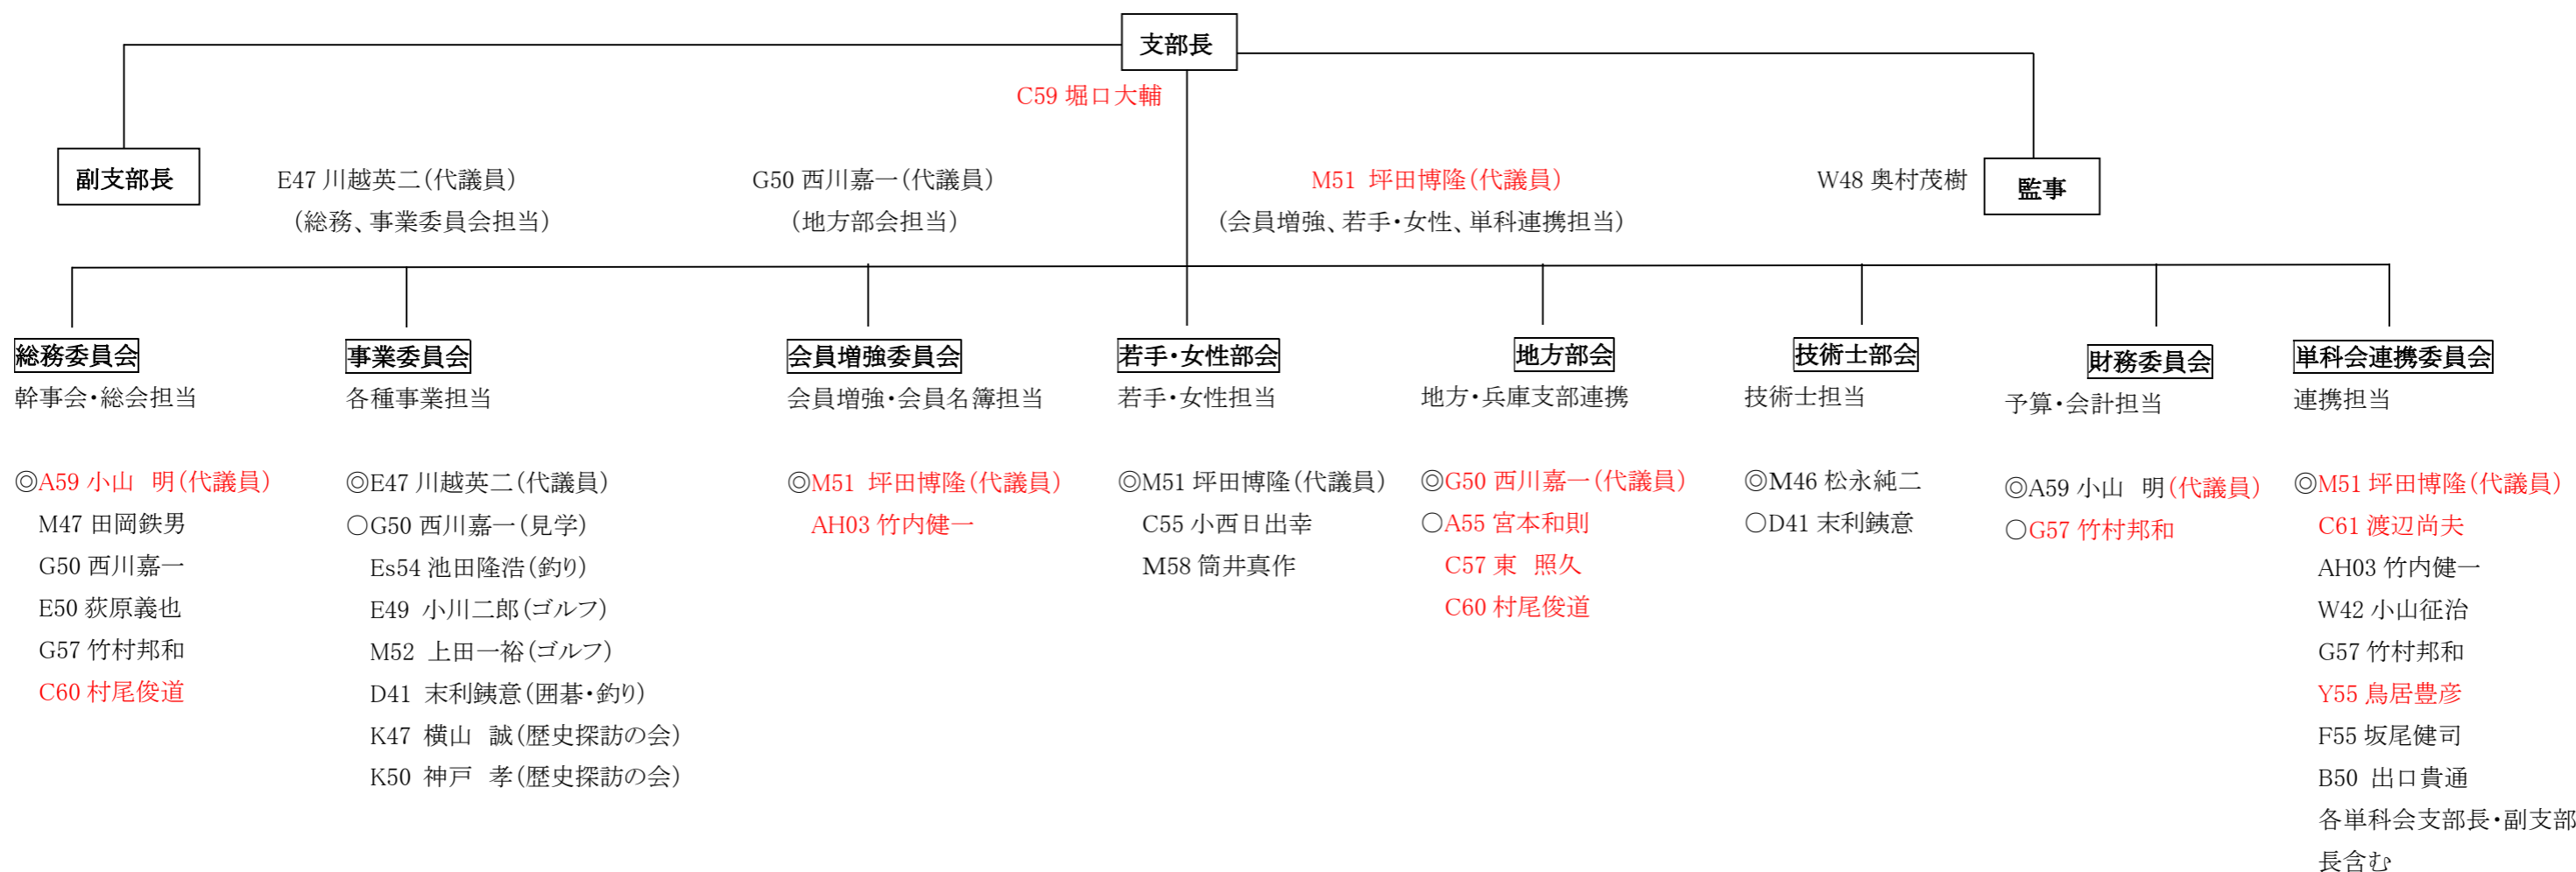 支部長
C59 堀口大輔
副支部長
E47 川越英二(代議員)
(総務、事業委員会担当)
G50 西川嘉一(代議員)
(地方部会担当)
M51 坪田博隆(代議員)
(会員増強、若手・女性、単科連携担当)
W48 奥村茂樹
監事
総務委員会
幹事会・総会担当
◎A59 小山 明(代議員)
M47 田岡鉄男
G50 西川嘉一
E50 荻原義也
G57 竹村邦和
C60 村尾俊道
事業委員会
各種事業担当
◎E47 川越英二(代議員)
○G50 西川嘉一(見学)
Es54 池田隆浩(釣り)
E49 小川二郎(ゴルフ)
M52 上田一裕(ゴルフ)
D41 末利銕意(囲碁・釣り)
K47 横山 誠(歴史探訪の会)
K50 神戸 孝(歴史探訪の会)
会員増強委員会
会員増強・会員名簿担当
◎M51 坪田博隆(代議員)
AH03 竹内健一
若手・女性部会
若手・女性担当
◎M51 坪田博隆(代議員)
C55 小西日出幸
M58 筒井真作
地方部会
地方・兵庫支部連携
◎G50 西川嘉一(代議員)
○A55 宮本和則
C57 東 照久
C60 村尾俊道
技術士部会
技術士担当
◎M46 松永純二
○D41 末利銕意
財務委員会
予算・会計担当
◎A59 小山 明(代議員)
○G57 竹村邦和
単科会連携委員会
連携担当
◎M51 坪田博隆(代議員)
C61 渡辺尚夫
AH03 竹内健一
W42 小山征治
G57 竹村邦和
Y55 鳥居豊彦
F55 坂尾健司
B50 出口貴通
各単科会支部長・副支部
長含む